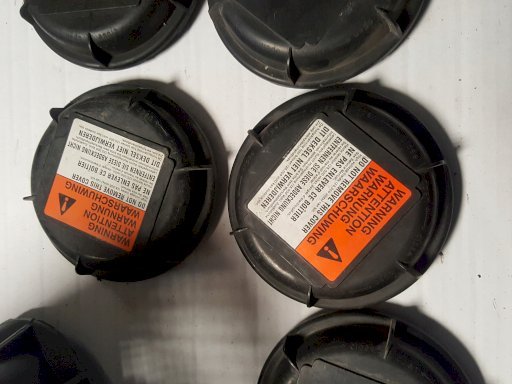 WARNING
ATTENTION
WARNUNG
WAARSCHUWING
DO NOT REMOVE THIS COVER
NE PAS ENLEVER CE BOÎTIER
ENTFERNEN SIE DIESE ABDECKUNG NICHT
DIT DEKSEL NIET VERWIJDEREN
WARNING
ATTENTION
WARNUNG
WAARSCHUWING
DO NOT REMOVE THIS COVER
NE PAS ENLEVER CE BOÎTIER
ENTFERNEN SIE DIESE ABDECKUNG NICHT
DIT DEKSEL NIET VERWIJDEREN